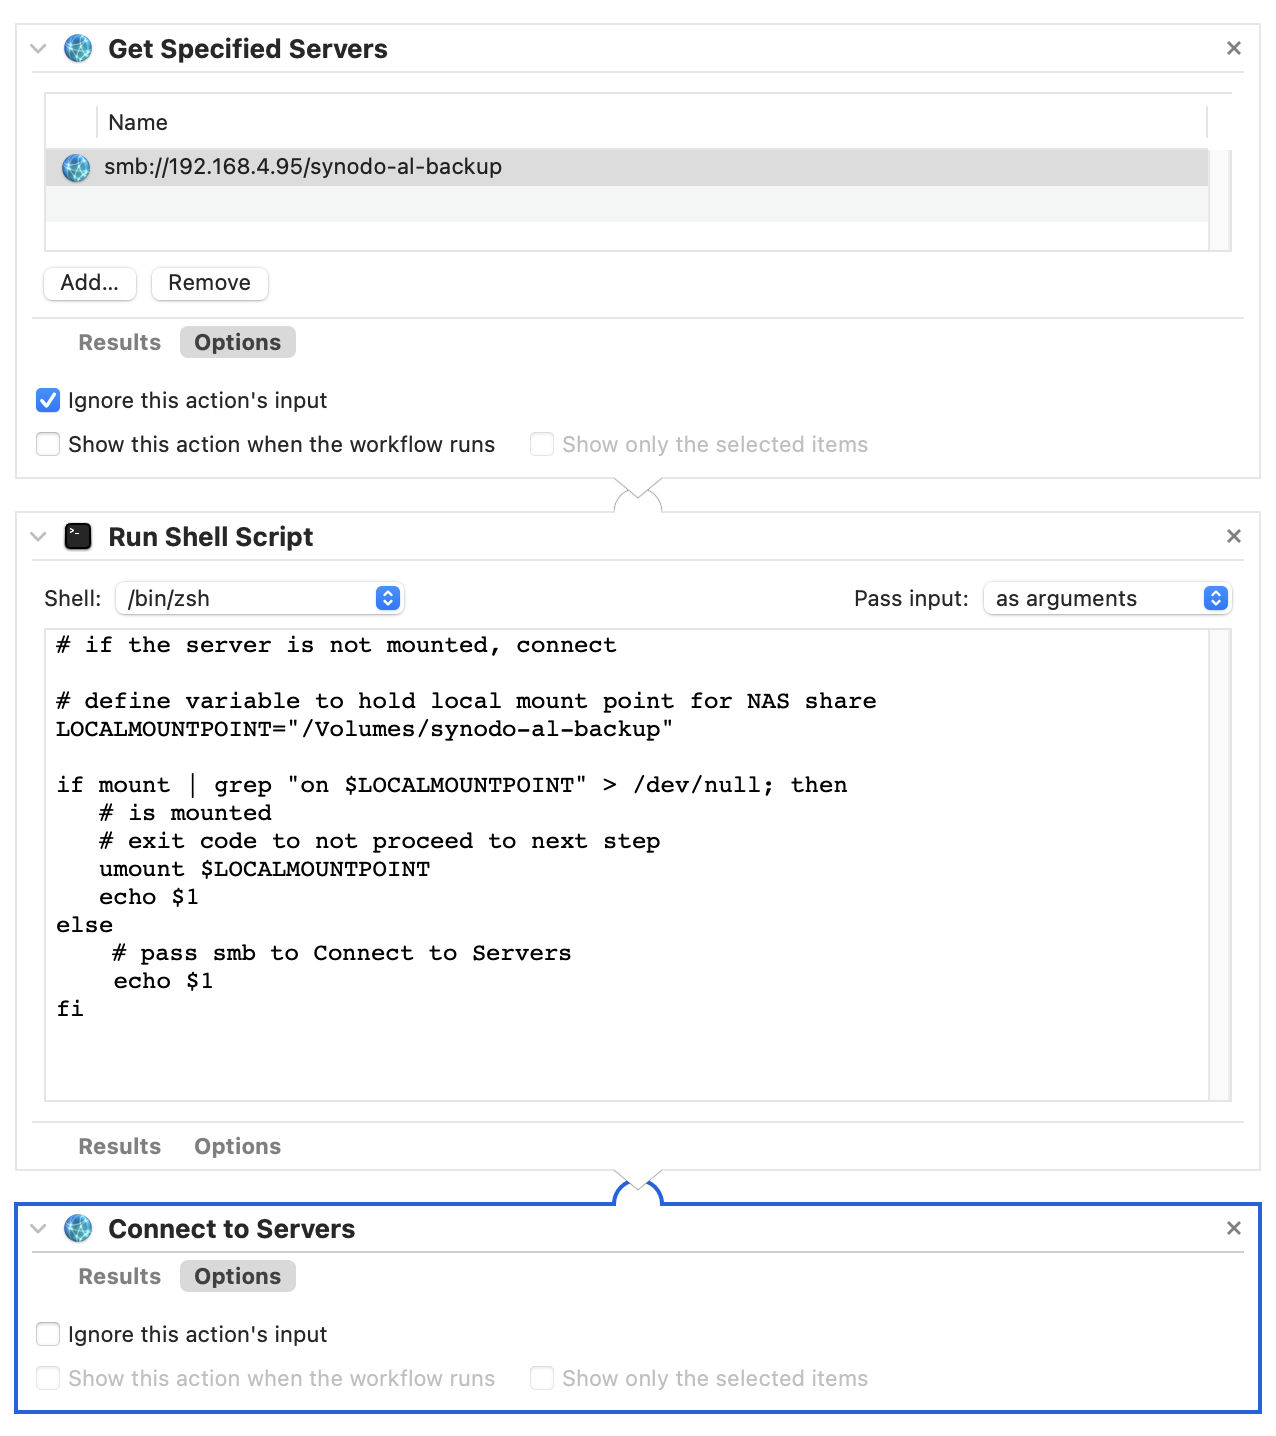 Get Specified Servers
Name
smb://192.168.4.95/synodo-al-backup
Add... Remove
Results Options
Ignore this action's input
Show this action when the workflow runs Show only the selected items
Run Shell Script
Shell: /bin/zsh Pass input: as arguments
# if the server is not mounted, connect
# define variable to hold local mount point for NAS share
LOCALMOUNTPOINT="/Volumes/synodo-al-backup"
if mount | grep "on $LOCALMOUNTPOINT" > /dev/null; then
# is mounted
# exit code to not proceed to next step
umount $LOCALMOUNTPOINT
echo $1
else
# pass smb to Connect to Servers
echo $1
fi
Results Options
Connect to Servers
Results Options
Ignore this action's input
Show this action when the workflow runs Show only the selected items